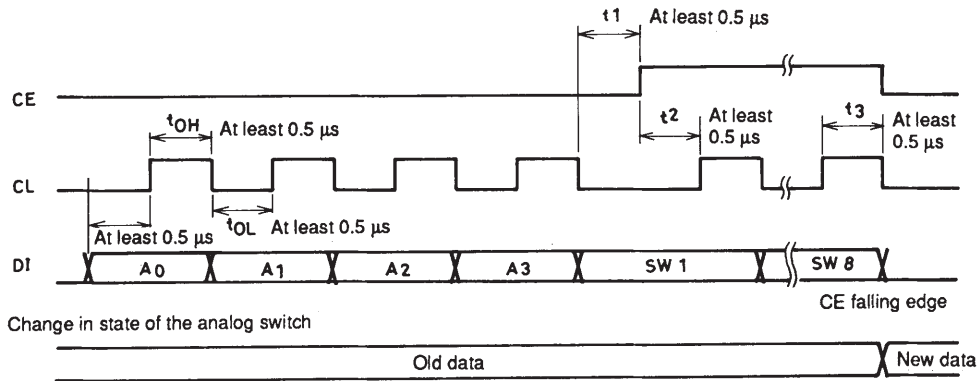 t1 At least 0.5 µs
CE
tOH At least 0.5 µs
t2 At least
0.5 µs
t3 At least
0.5 µs
CL
At least 0.5 µs
tOL At least 0.5 µs
DI A0 A1 A2 A3 SW 1 SW 8
CE falling edge
Change in state of the analog switch
Old data New data